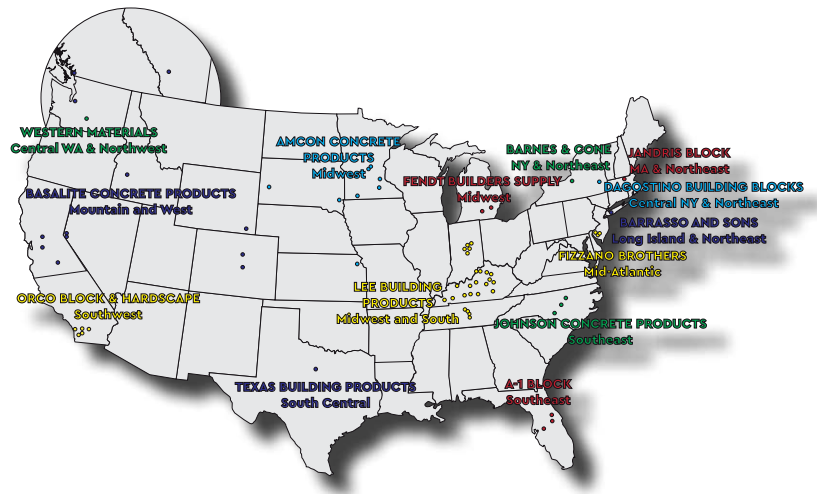 WESTERN MATERIALS
Central WA & Northwest
AMCON CONCRETE
PRODUCTS
Midwest
BARNES & CONE
NY & Northeast
JANDRIS BLOCK
MA & Northeast
FENDT BUILDERS SUPPLY
Midwest
DAGOSTINO BUILDING BLOCKS
Central NY & Northeast
BASALITE CONCRETE PRODUCTS
Mountain and West
BARRASSO AND SONS
Long Island & Northeast
FIZZANO BROTHERS
Mid-Atlantic
ORCO BLOCK & HARDSCAPE
Southwest
LEE BUILDING
PRODUCTS
Midwest and South
JOHNSON CONCRETE PRODUCTS
Southeast
TEXAS BUILDING PRODUCTS
South Central
A-1 BLOCK
Southeast